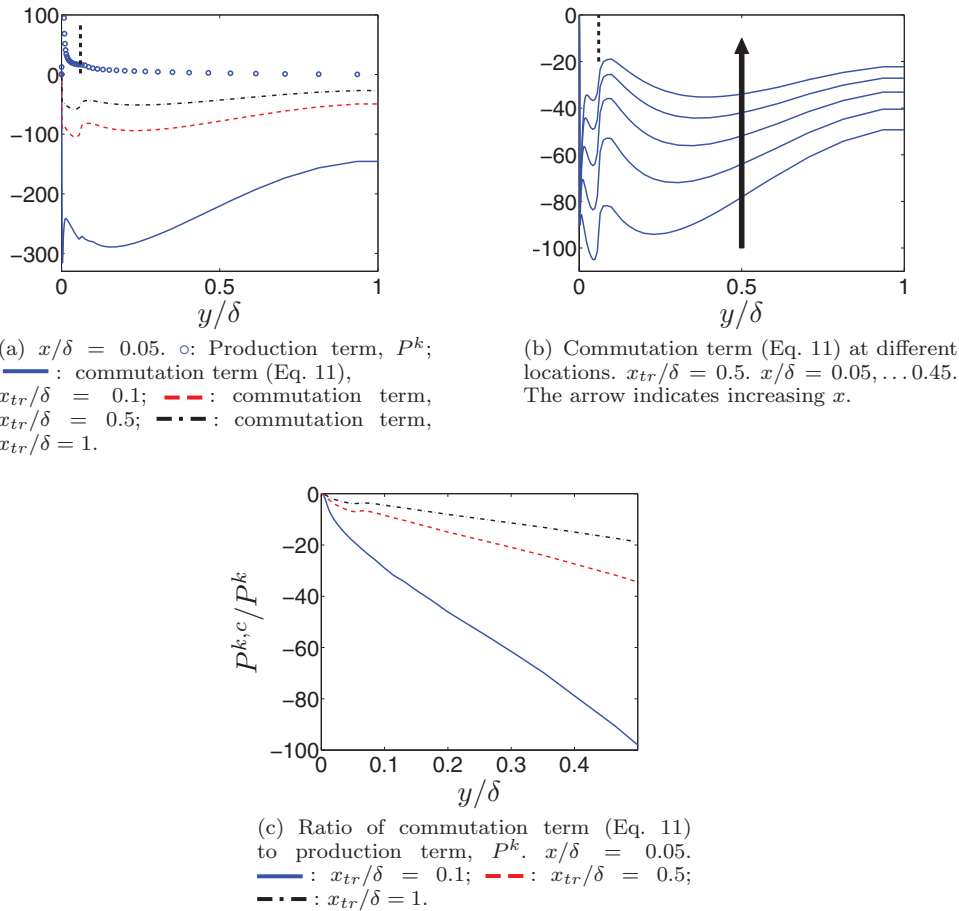 100
0
−100
−200
−300
0
0.5
1
y/δ
(a) x/δ = 0.05. ○: Production term, P^k;
: commutation term (Eq. 11),
x_tr/δ = 0.1; : commutation term,
x_tr/δ = 0.5; : commutation term,
x_tr/δ = 1.
0
−20
−40
−60
−80
−100
0
0.5
1
y/δ
(b) Commutation term (Eq. 11) at different
locations. x_tr/δ = 0.5. x/δ = 0.05, . . . 0.45.
The arrow indicates increasing x.
0
−20
−40
−60
−80
−100
P^{k,c}/P^k
0
0.1
0.2
0.3
0.4
y/δ
(c) Ratio of commutation term (Eq. 11)
to production term, P^k. x/δ = 0.05.
: x_tr/δ = 0.1; : x_tr/δ = 0.5;
: x_tr/δ = 1.